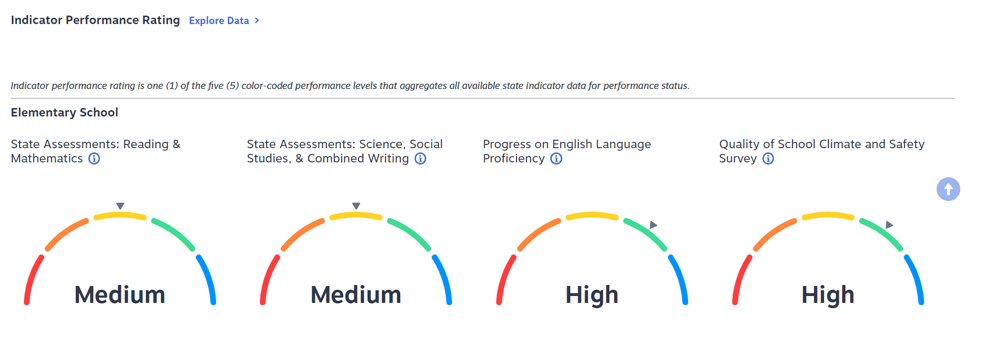 Indicator Performance Rating Explore Data >
Indicator performance rating is one (1) of the five (5) color-coded performance levels that aggregates all available state indicator data for performance status.
Elementary School
State Assessments: Reading &
Mathematics
State Assessments: Science, Social
Studies, & Combined Writing
Progress on English Language
Proficiency
Quality of School Climate and Safety
Survey
Medium
Medium
High
High